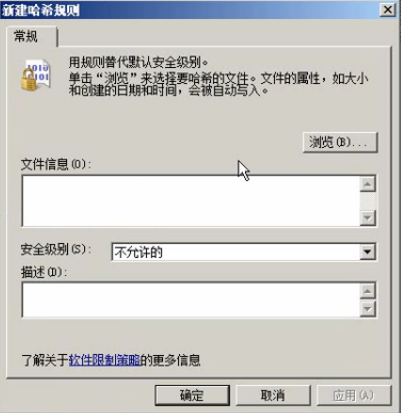 新建哈希规则
常规
用规则替代默认安全级别。
单击“浏览”来选择要哈希的文件。文件的属性，如大小
和创建的日期和时间，会被自动写入。
浏览(B)...
文件信息(O):
安全级别(S): 不允许的
描述(D):
了解关于软件限制策略的更多信息
确定 取消 应用(A)